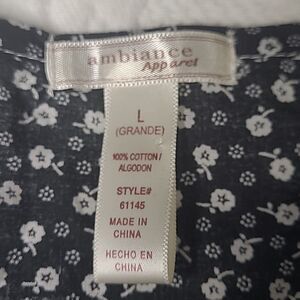 ambiance
Apparel
L
(GRANDE)
100% COTTON/
ALGODON
STYLE#
61145
MADE IN
CHINA
HECHO EN
CHINA